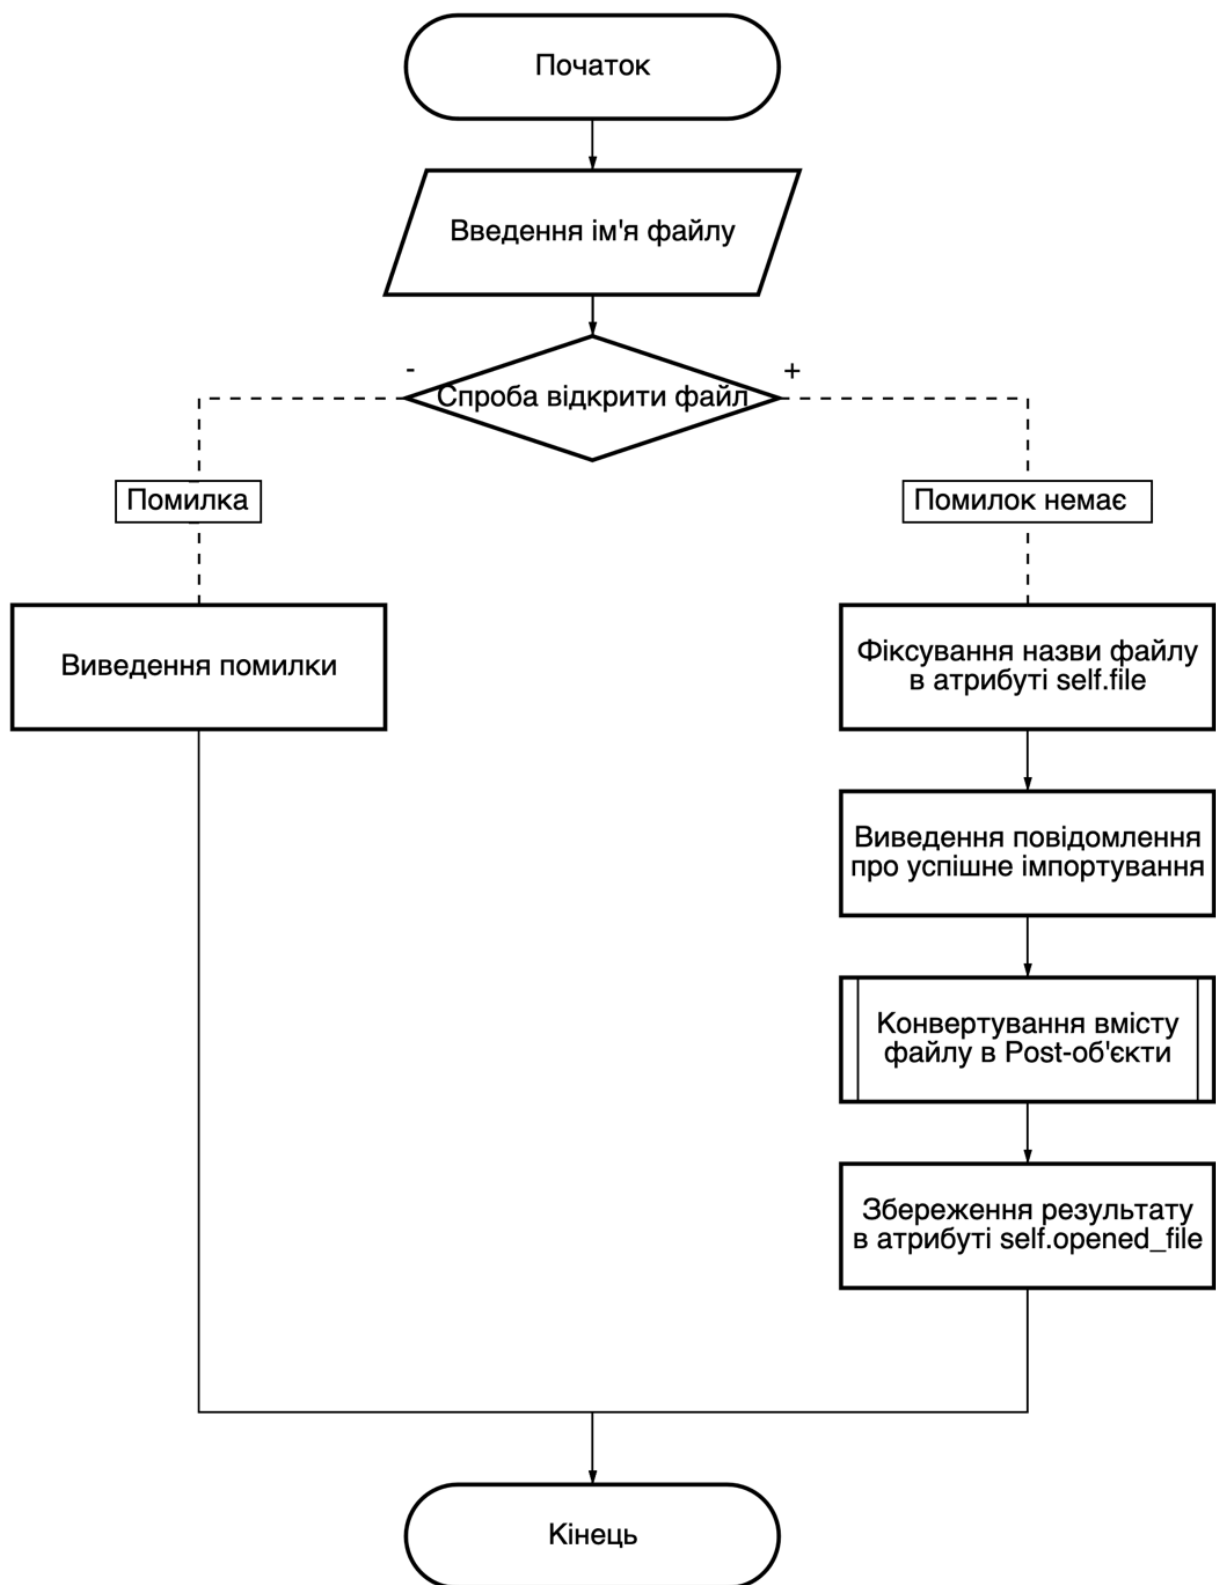 Початок
Введення ім'я файлу
-
+
Спроба відкрити файл
Помилка
Помилок немає
Виведення помилки
Фіксування назви файлу
в атрибуті self.file
Виведення повідомлення
про успішне імпортування
Конвертування вмісту
файлу в Post-об'єкти
Збереження результату
в атрибуті self.opened_file
Кінець